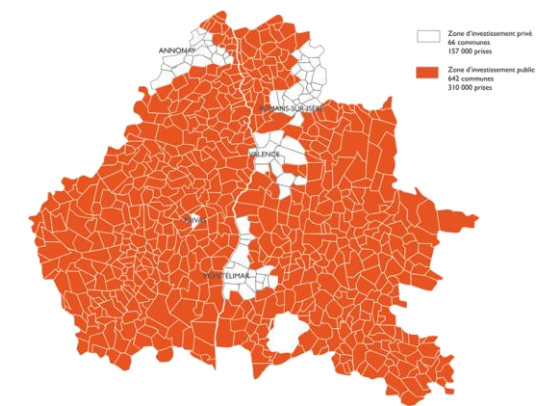 ANNONAY
Zone d'investissement privé
66 communes
157 000 prises
Zone d'investissement public
642 communes
310 000 prises
ROMANS-SUR-ISÈRE
VALENCE
PRIVAS
MONTÉLIMAR